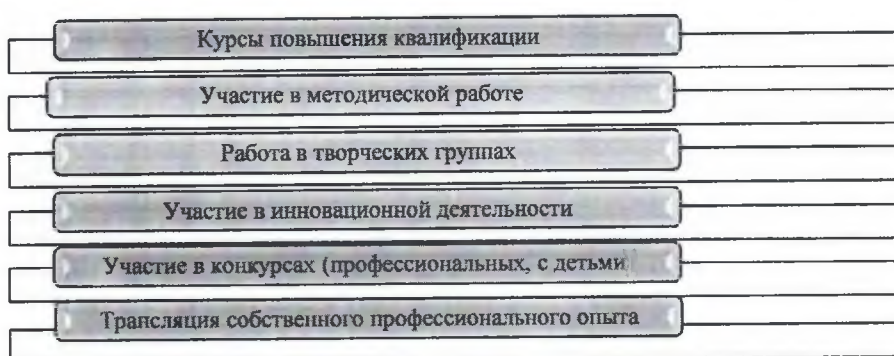 Курсы повышения квалификации
Участие в методической работе
Работа в творческих группах
Участие в инновационной деятельности
Участие в конкурсах (профессиональных, с детьми
Трансляция собственного профессионального опыта